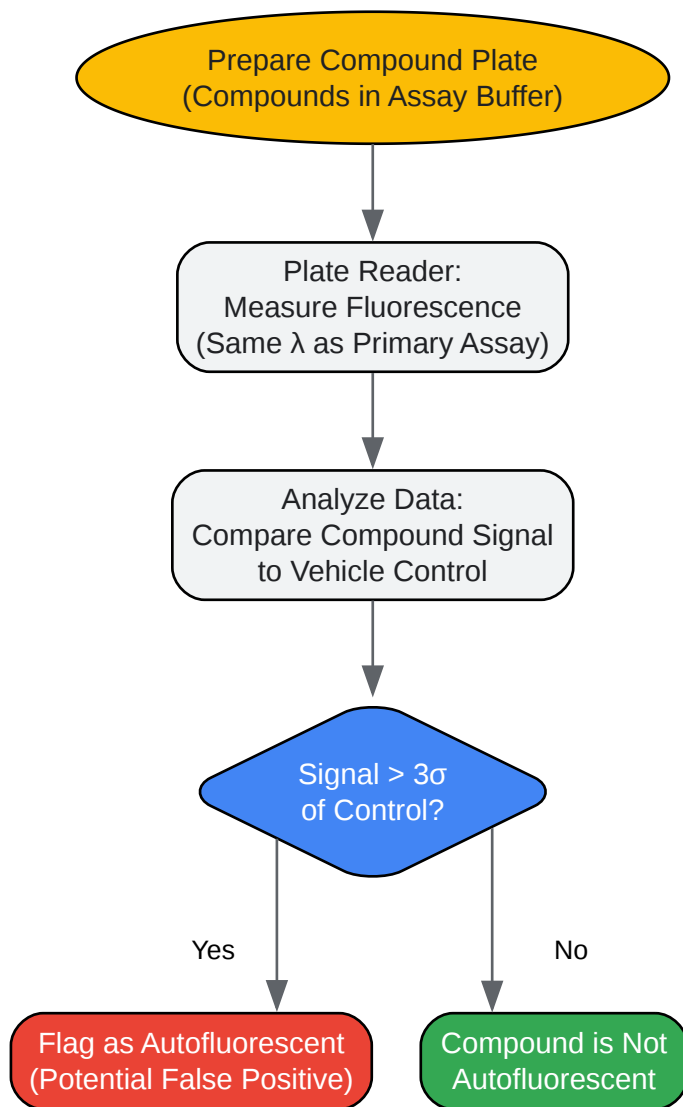 Prepare Compound Plate
(Compounds in Assay Buffer)
Plate Reader:
Measure Fluorescence
(Same λ as Primary Assay)
Analyze Data:
Compare Compound Signal
to Vehicle Control
Signal > 3σ
of Control?
Yes
No
Flag as Autofluorescent
(Potential False Positive)
Compound is Not
Autofluorescent